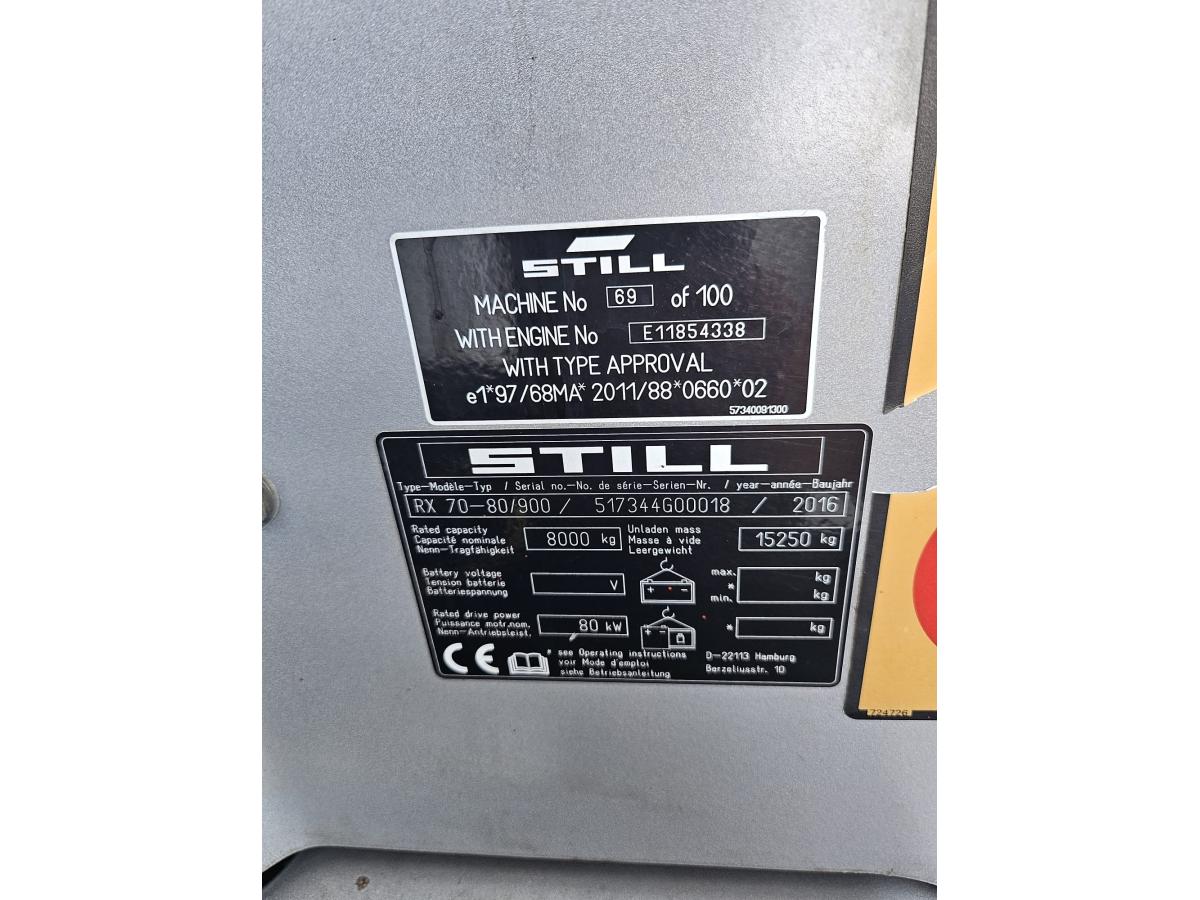 STILL
MACHINE No 69 of 100
WITH ENGINE No E11854338
WITH TYPE APPROVAL
e1*97/68MA* 2011/88*0660*02
57340091300
STILL
Type-Modèle-Typ / Serial no.-No. de série-Serien-Nr. / year-année-Baujahr
RX 70-80/900 / 517344G00018 / 2016
Rated capacity
Capacité nominale
Nenn-Tragfähigkeit
8000 kg
Unladen mass
Masse à vide
Leergewicht
15250 kg
Battery voltage
Tension batterie
Batteriespannung
V
max. kg
*
min. kg
Rated drive power
Puissance motr.nom.
Nenn-Antriebsleist.
80 kW
* kg
CE
* see Operating instructions
voir Mode d'emploi
siehe Betriebsanleitung
D-22113 Hamburg
Berzeliusstr. 10
724726